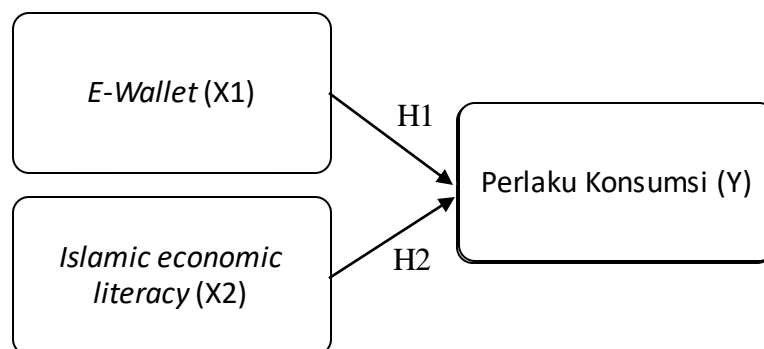 E-Wallet (X1)
H1
Perlaku Konsumsi (Y)
Islamic economic
literacy (X2)
H2